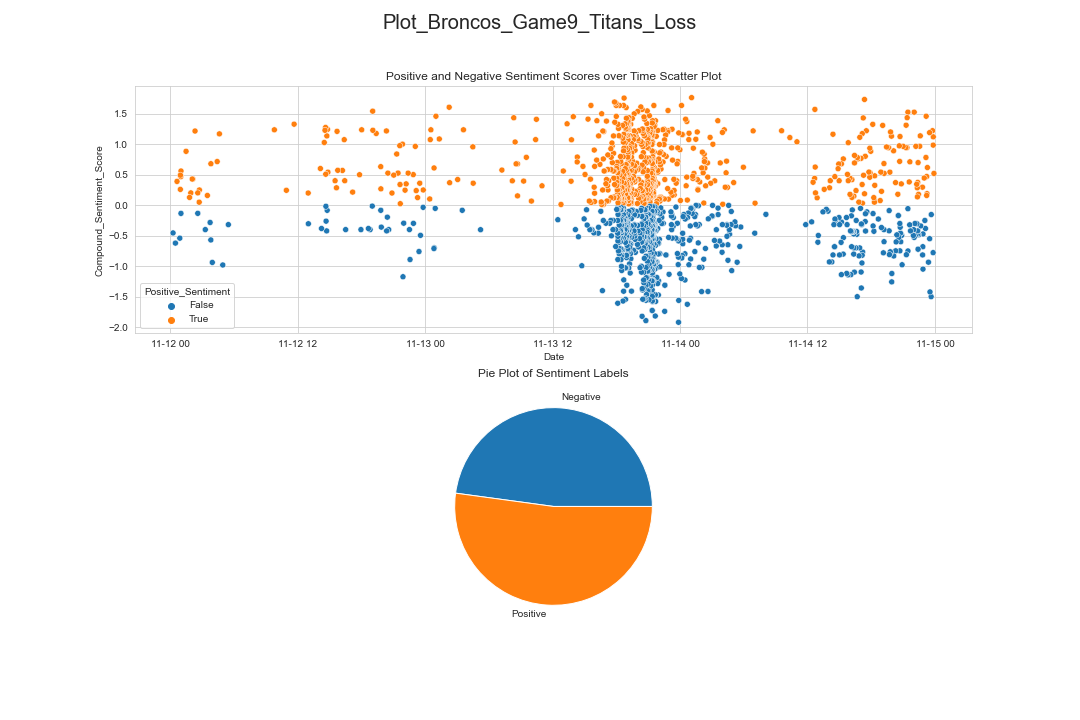 Plot_Broncos_Game9_Titans_Loss
Positive and Negative Sentiment Scores over Time Scatter Plot
Compound_Sentiment_Score
1.5
1.0
0.5
0.0
−0.5
−1.0
−1.5
−2.0
Positive_Sentiment
False
True
11-12 00
11-12 12
11-13 00
11-13 12
11-14 00
11-14 12
11-15 00
Date
Pie Plot of Sentiment Labels
Negative
Positive